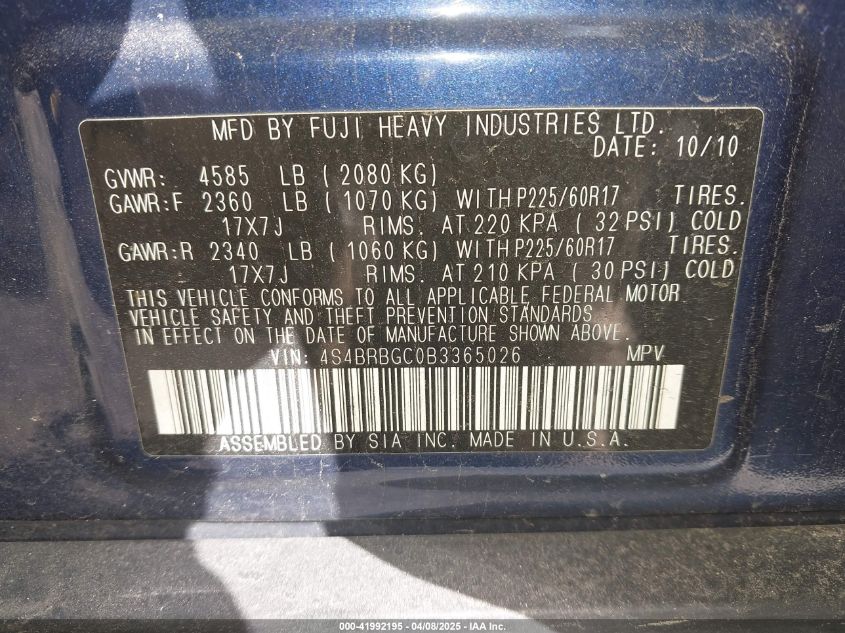 MFD BY FUJI HEAVY INDUSTRIES LTD.
DATE: 10/10
GVWR: 4585 LB ( 2080 KG)
GAWR:F 2360 LB ( 1070 KG) WITH P225/60R17 TIRES.
17X7J RIMS. AT 220 KPA ( 32 PSI) COLD
GAWR:R 2340 LB ( 1060 KG) WITH P225/60R17 TIRES.
17X7J RIMS. AT 210 KPA ( 30 PSI) COLD
THIS VEHICLE CONFORMS TO ALL APPLICABLE FEDERAL MOTOR
VEHICLE SAFETY AND THEFT PREVENTION STANDARDS
IN EFFECT ON THE DATE OF MANUFACTURE SHOWN ABOVE.
VIN: 4S4BRBGC0B3365026 MPV
ASSEMBLED BY SIA INC. MADE IN U.S.A.
000-41992195 - 04/08/2025 - IAA Inc.